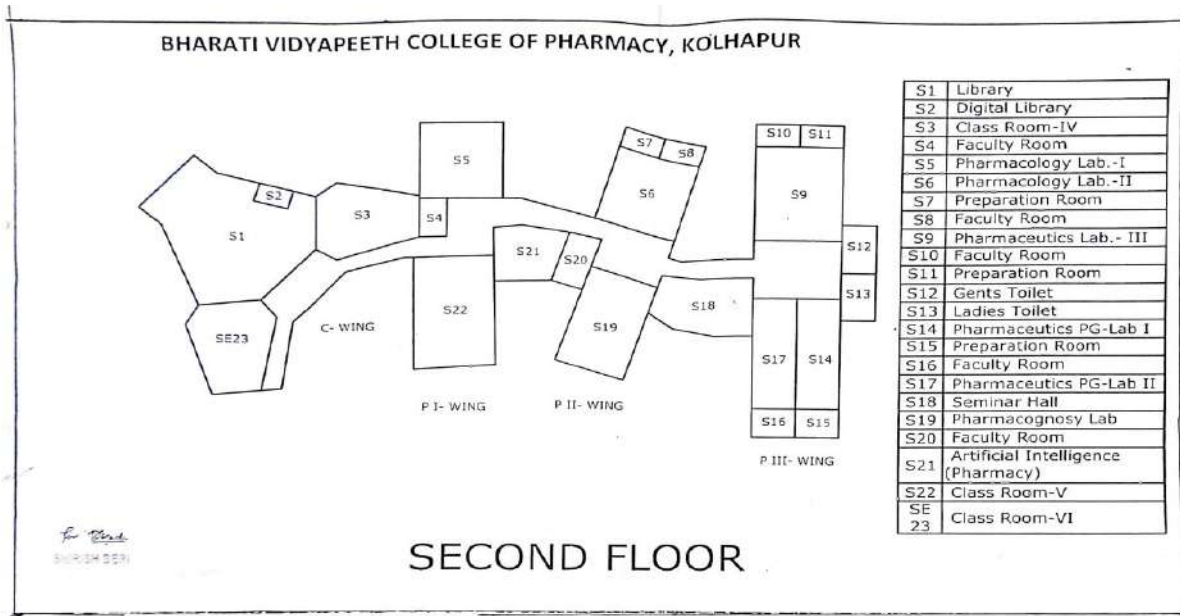 BHARATI VIDYAPEETH COLLEGE OF PHARMACY, KOLHAPUR
S1 Library
S2 Digital Library
S3 Class Room-IV
S4 Faculty Room
S5 Pharmacology Lab.-I
S6 Pharmacology Lab.-II
S7 Preparation Room
S8 Faculty Room
S9 Pharmaceutics Lab.- III
S10 Faculty Room
S11 Preparation Room
S12 Gents Toilet
S13 Ladies Toilet
S14 Pharmaceutics PG-Lab I
S15 Preparation Room
S16 Faculty Room
S17 Pharmaceutics PG-Lab II
S18 Seminar Hall
S19 Pharmacognosy Lab
S20 Faculty Room
S21 Artificial Intelligence
(Pharmacy)
S22 Class Room-V
SE
23 Class Room-VI
S10 S11
S7
S8
S5
S6
S9
S2
S3
S4
S1
S12
S21
S20
S13
S18
S22
S19
C- WING
SE23
S17 S14
P I- WING
P II- WING
S16 S15
P III- WING
for
SECOND FLOOR